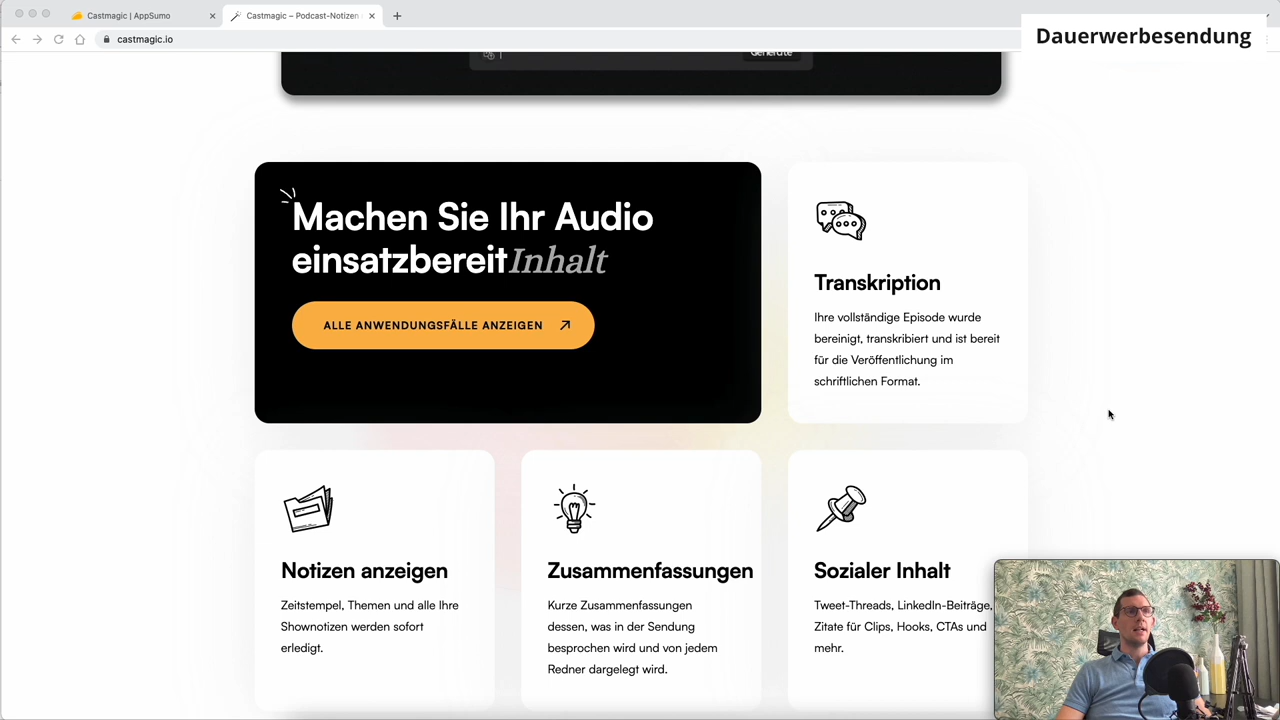 Castmagic | AppSumo
Castmagic – Podcast-Notizen
castmagic.io
Dauerwerbesendung
Generate
Machen Sie Ihr Audio
einsatzbereit Inhalt
ALLE ANWENDUNGSFÄLLE ANZEIGEN
Transkription
Ihre vollständige Episode wurde
bereinigt, transkribiert und ist bereit
für die Veröffentlichung im
schriftlichen Format.
Notizen anzeigen
Zeitstempel, Themen und alle Ihre
Shownotizen werden sofort
erledigt.
Zusammenfassungen
Kurze Zusammenfassungen
dessen, was in der Sendung
besprochen wird und von jedem
Redner dargelegt wird.
Sozialer Inhalt
Tweet-Threads, LinkedIn-Beiträge,
Zitate für Clips, Hooks, CTAs und
mehr.